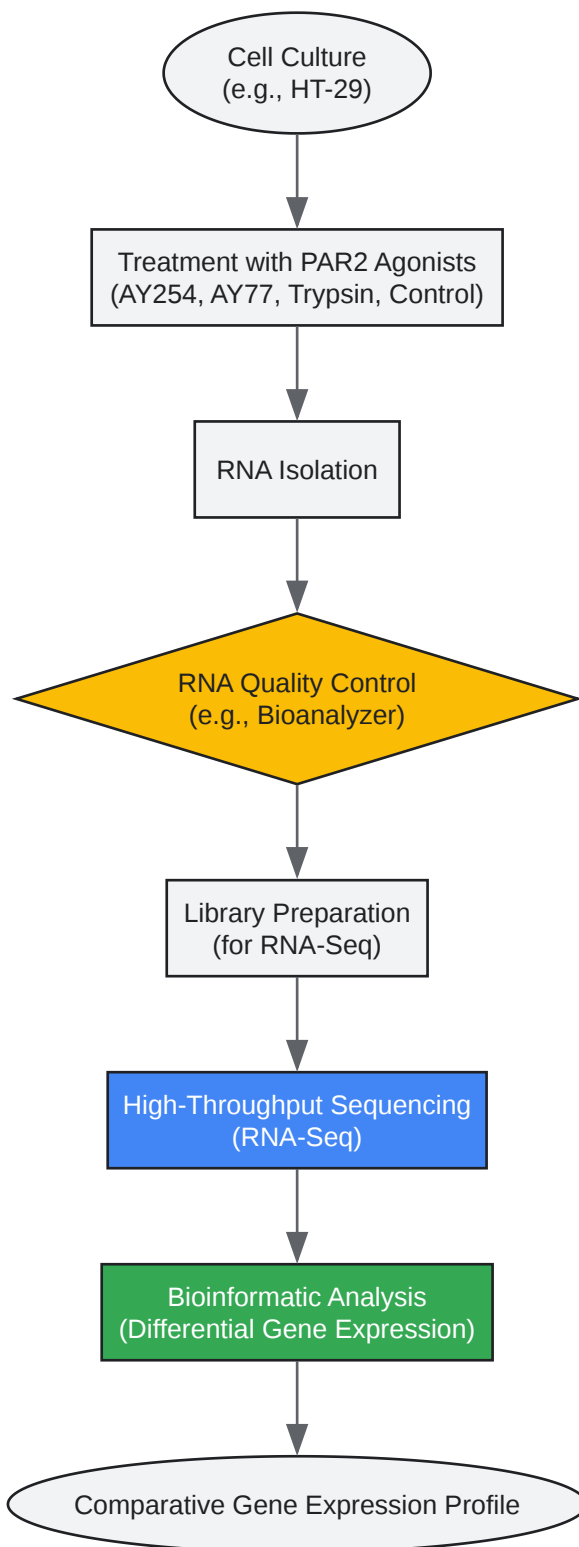 Cell Culture
(e.g., HT-29)
Treatment with PAR2 Agonists
(AY254, AY77, Trypsin, Control)
RNA Isolation
RNA Quality Control
(e.g., Bioanalyzer)
Library Preparation
(for RNA-Seq)
High-Throughput Sequencing
(RNA-Seq)
Bioinformatic Analysis
(Differential Gene Expression)
Comparative Gene Expression Profile